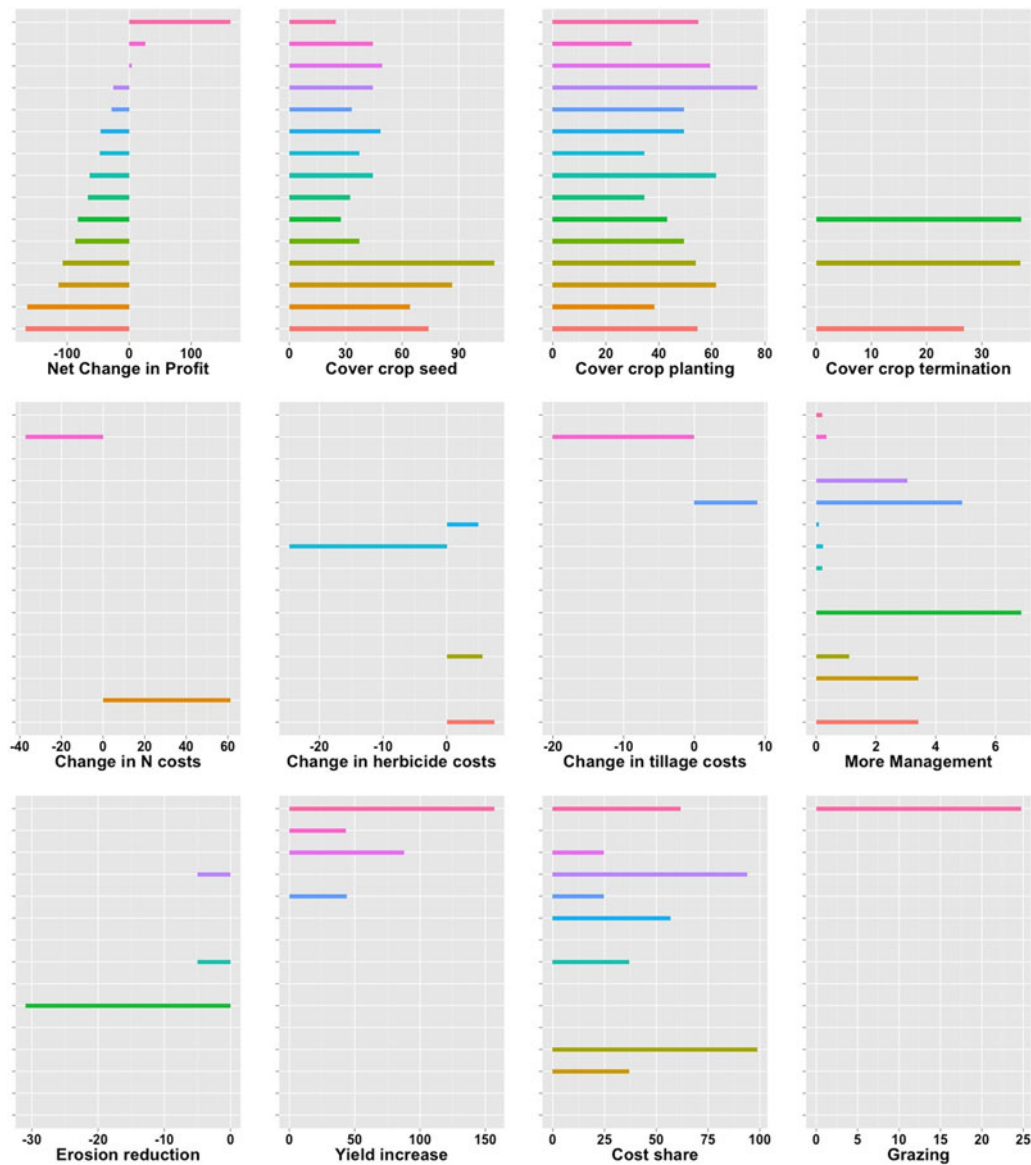 -100 0 100
Net Change in Profit
0 30 60 90
Cover crop seed
0 20 40 60 80
Cover crop planting
0 10 20 30
Cover crop termination
-40 -20 0 20 40 60
Change in N costs
-20 -10 0
Change in herbicide costs
-20 -10 0 10
Change in tillage costs
0 2 4 6
More Management
-30 -20 -10 0
Erosion reduction
0 50 100 150
Yield increase
0 25 50 75 100
Cost share
0 5 10 15 20 25
Grazing